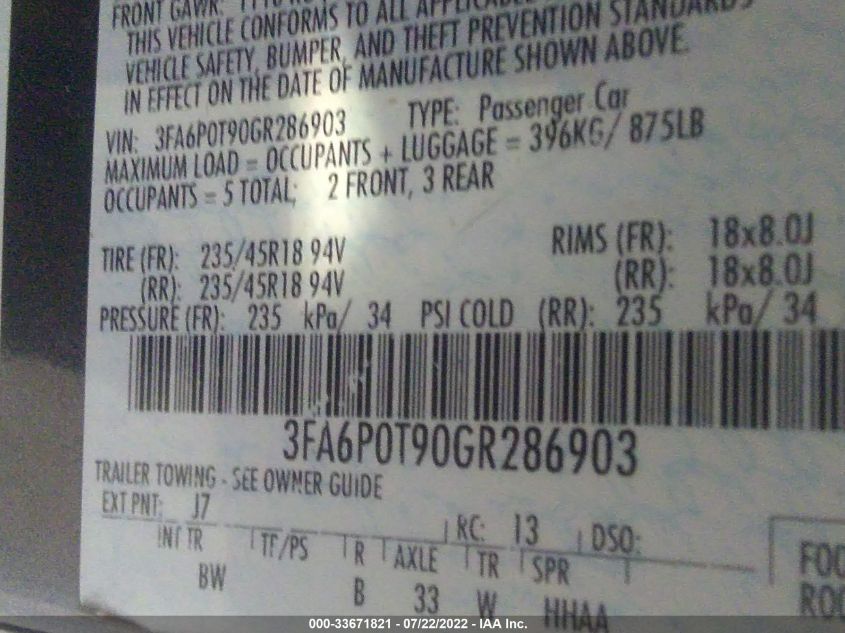 FRONT GAWR:
THIS VEHICLE CONFORMS TO ALL
VEHICLE SAFETY, BUMPER, AND THEFT PREVENTION STANDARDS
IN EFFECT ON THE DATE OF MANUFACTURE SHOWN ABOVE.
VIN: 3FA6P0T90GR286903 TYPE: Passenger Car
MAXIMUM LOAD = OCCUPANTS + LUGGAGE = 396KG/ 875LB
OCCUPANTS = 5 TOTAL; 2 FRONT, 3 REAR
TIRE (FR): 235/45R18 94V RIMS (FR): 18x8.0J
(RR): 235/45R18 94V (RR): 18x8.0J
PRESSURE (FR): 235 kPa/ 34 PSI COLD (RR): 235 kPa/ 34
3FA6P0T90GR286903
TRAILER TOWING - SEE OWNER GUIDE
EXT PNT: J7 RC: 13 DSO:
INT TR TF/PS R AXLE TR SPR
BW B 33 W HHAA
000-33671821 - 07/22/2022 - IAA Inc.